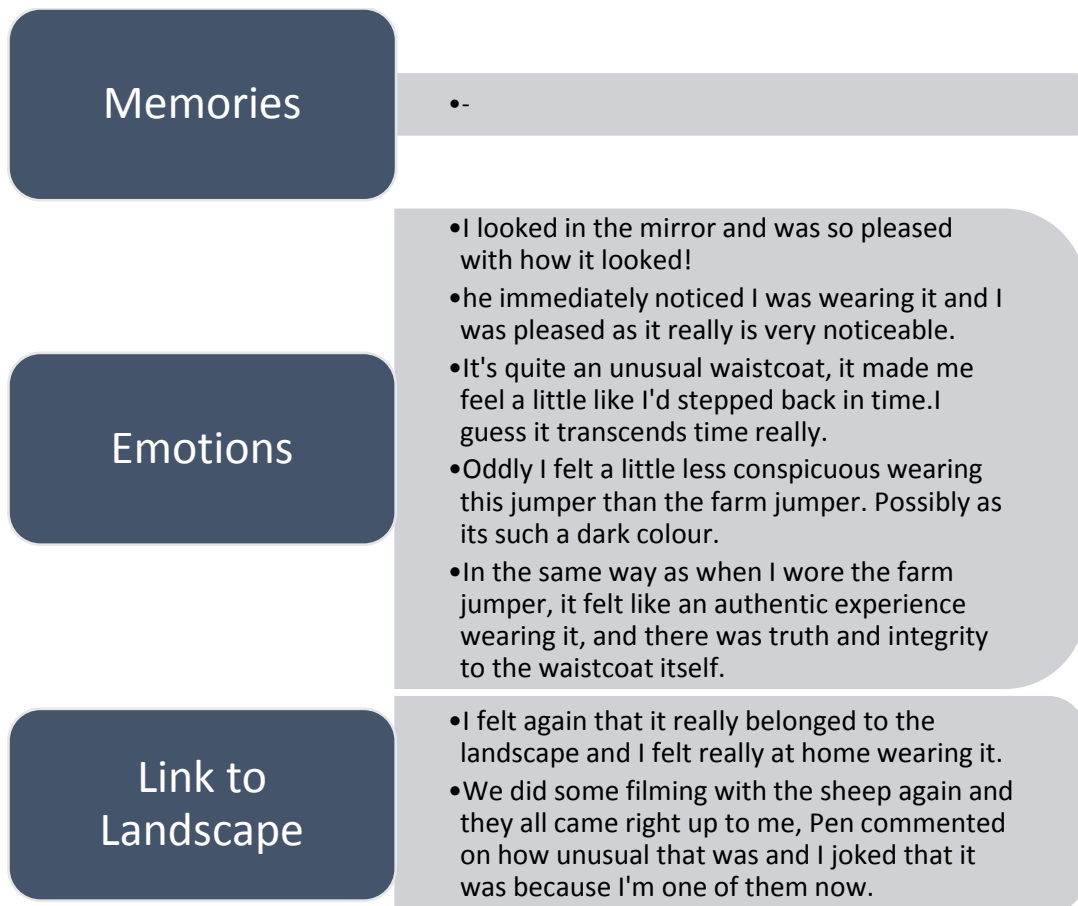 Memories
•-
Emotions
•I looked in the mirror and was so pleased
with how it looked!
•he immediately noticed I was wearing it and I
was pleased as it really is very noticeable.
•It's quite an unusual waistcoat, it made me
feel a little like I'd stepped back in time.I
guess it transcends time really.
•Oddly I felt a little less conspicuous wearing
this jumper than the farm jumper. Possibly as
its such a dark colour.
•In the same way as when I wore the farm
jumper, it felt like an authentic experience
wearing it, and there was truth and integrity
to the waistcoat itself.
Link to
Landscape
•I felt again that it really belonged to the
landscape and I felt really at home wearing it.
•We did some filming with the sheep again and
they all came right up to me, Pen commented
on how unusual that was and I joked that it
was because I'm one of them now.